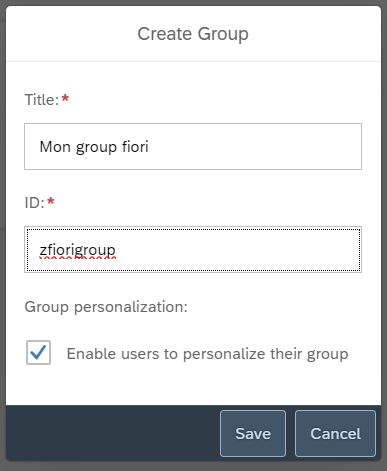 Create Group
Title:*
Mon group fiori
ID:*
zfiorigroup
Group personalization:
Enable users to personalize their group
Save Cancel